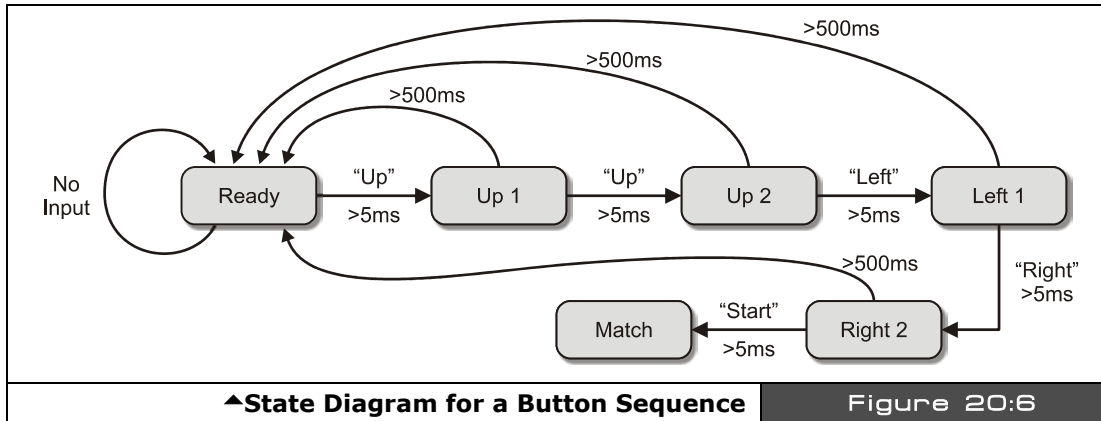 >500ms
>500ms
>500ms
No
Input
Ready
“Up”
>5ms
Up 1
“Up”
>5ms
Up 2
“Left”
>5ms
Left 1
“Right”
>5ms
>500ms
Right 2
“Start”
>5ms
Match
State Diagram for a Button Sequence
Figure 20:6